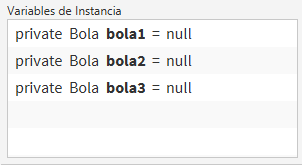 Variables de Instancia
private Bola bola1 = null
private Bola bola2 = null
private Bola bola3 = null